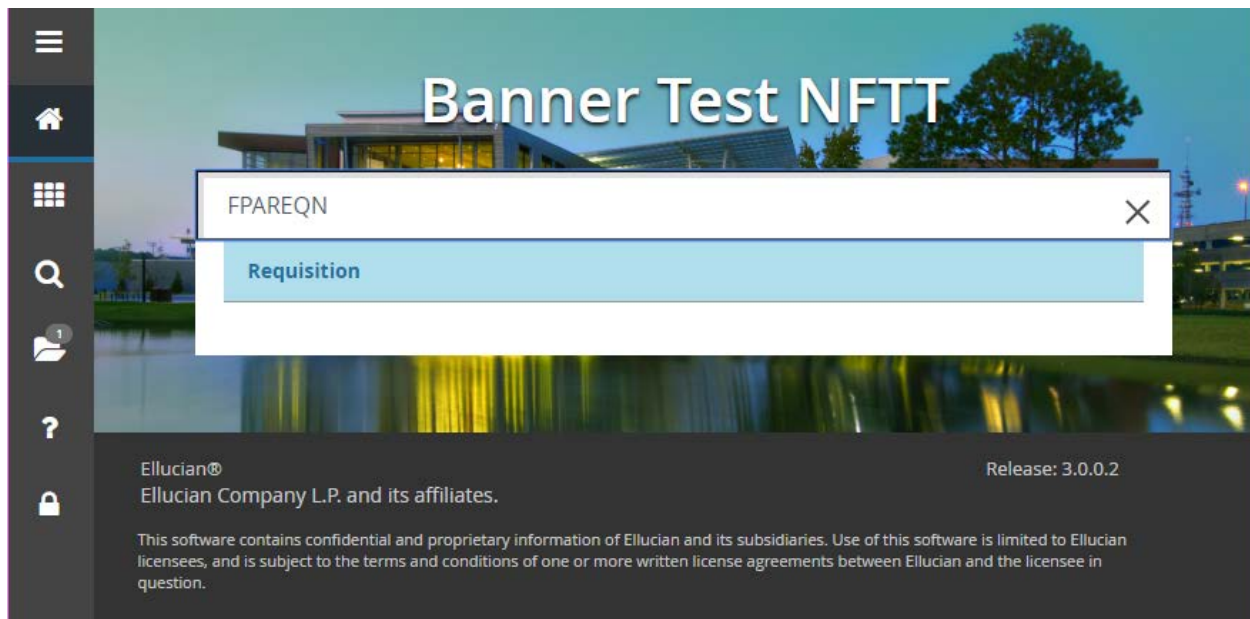 Banner Test NFTT
FPAREQN
Requisition
1
?
Ellucian®
Release: 3.0.0.2
Ellucian Company L.P. and its affiliates.
This software contains confidential and proprietary information of Ellucian and its subsidiaries. Use of this software is limited to Ellucian
licensees, and is subject to the terms and conditions of one or more written license agreements between Ellucian and the licensee in
question.